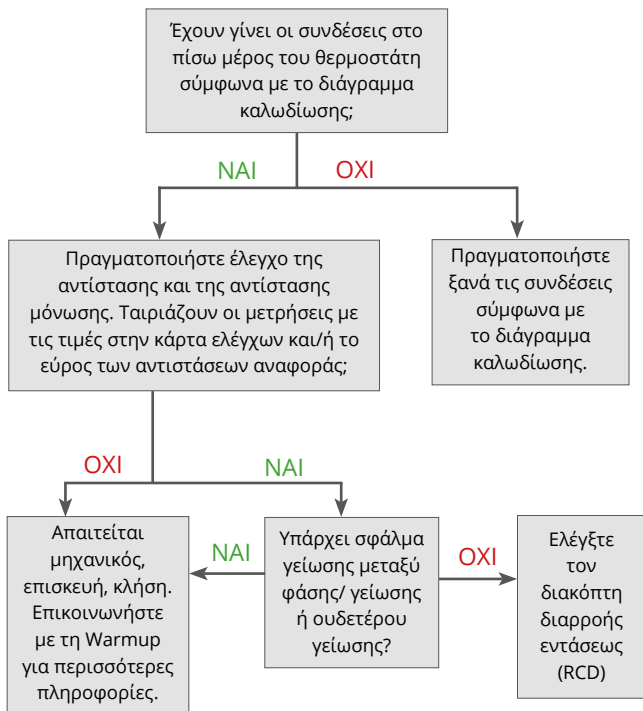 Έχουν γίνει οι συνδέσεις στο
πίσω μέρος του θερμοστάτη
σύμφωνα με το διάγραμμα
καλωδίωσης;
ΝΑΙ
ΟΧΙ
Πραγματοποιήστε έλεγχο της
αντίστασης και της αντίστασης
μόνωσης. Ταιριάζουν οι μετρήσεις με
τις τιμές στην κάρτα ελέγχων και/ή το
εύρος των αντιστάσεων αναφοράς;
Πραγματοποιήστε
ξανά τις συνδέσεις
σύμφωνα με
το διάγραμμα
καλωδίωσης.
ΟΧΙ
ΝΑΙ
Απαιτείται
μηχανικός,
επισκευή, κλήση.
Επικοινωνήστε
με τη Warmup
για περισσότερες
πληροφορίες.
ΝΑΙ
Υπάρχει σφάλμα
γείωσης μεταξύ
φάσης/ γείωσης
ή ουδετέρου
γείωσης?
ΟΧΙ
Ελέγξτε
τον
διακόπτη
διαρροής
εντάσεως
(RCD)